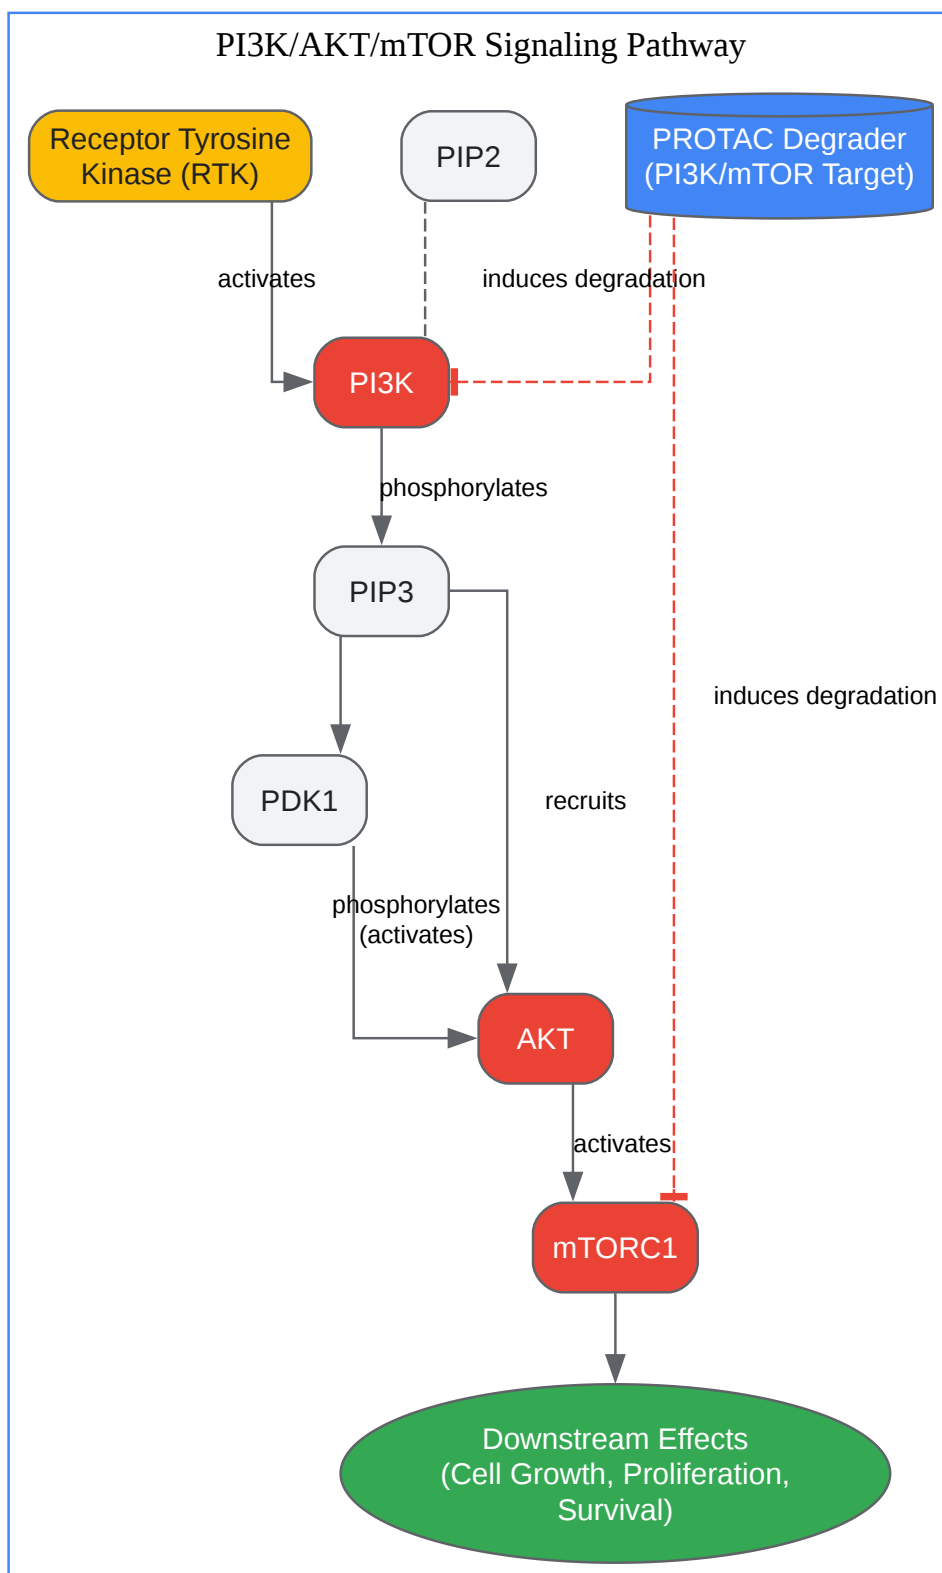 PI3K/AKT/mTOR Signaling Pathway
Receptor Tyrosine
Kinase (RTK)
PIP2
PROTAC Degrader
(PI3K/mTOR Target)
activates
induces degradation
PI3K
phosphorylates
PIP3
induces degradation
PDK1
recruits
phosphorylates
(activates)
AKT
activates
mTORC1
Downstream Effects
(Cell Growth, Proliferation,
Survival)